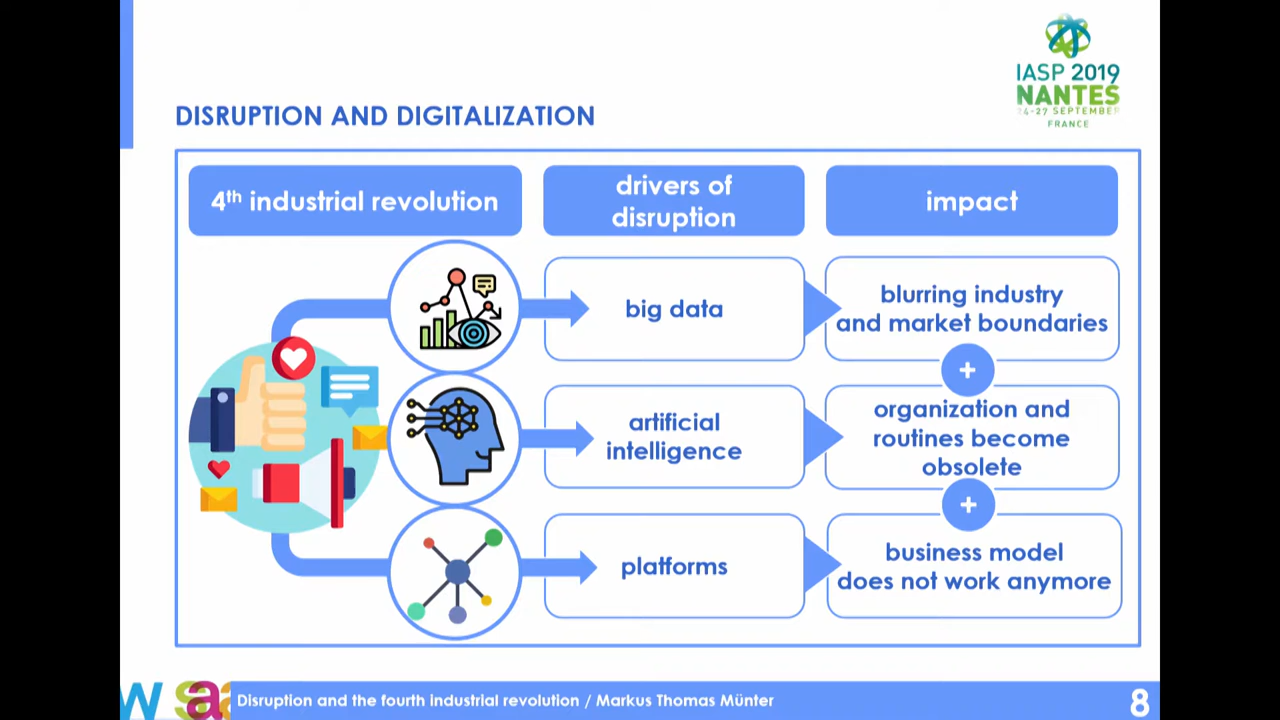 IASP 2019
NANTES
24-27 SEPTEMBER
FRANCE
DISRUPTION AND DIGITALIZATION
4th industrial revolution
drivers of
disruption
impact
big data
blurring industry
and market boundaries
+
artificial
intelligence
organization and
routines become
obsolete
+
platforms
business model
does not work anymore
Disruption and the fourth industrial revolution / Markus Thomas Münter
8